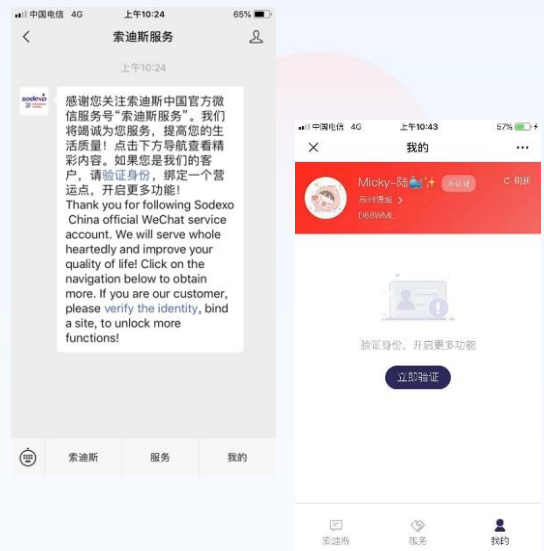 中国电信 4G 上午10:24 65%
索迪斯服务
上午10:24
sodexo
感谢您关注索迪斯中国官方微
信服务号“索迪斯服务”。我们
将竭诚为您服务，提高您的生
活质量！点击下方导航查看精
彩内容。如果您是我们的客
户，请验证身份，绑定一个营
运点，开启更多功能！
Thank you for following Sodexo
China official WeChat service
account. We will serve whole
heartedly and improve your
quality of life! Click on the
navigation below to obtain
more. If you are our customer,
please verify the identity, bind
a site, to unlock more
functions!
索迪斯 服务 我的
中国电信 4G 上午10:43 57%
我的
Micky-陆🐳✨ 未认证 刷新
D68WML
验证身份，开启更多功能
立即验证
索迪斯 服务 我的